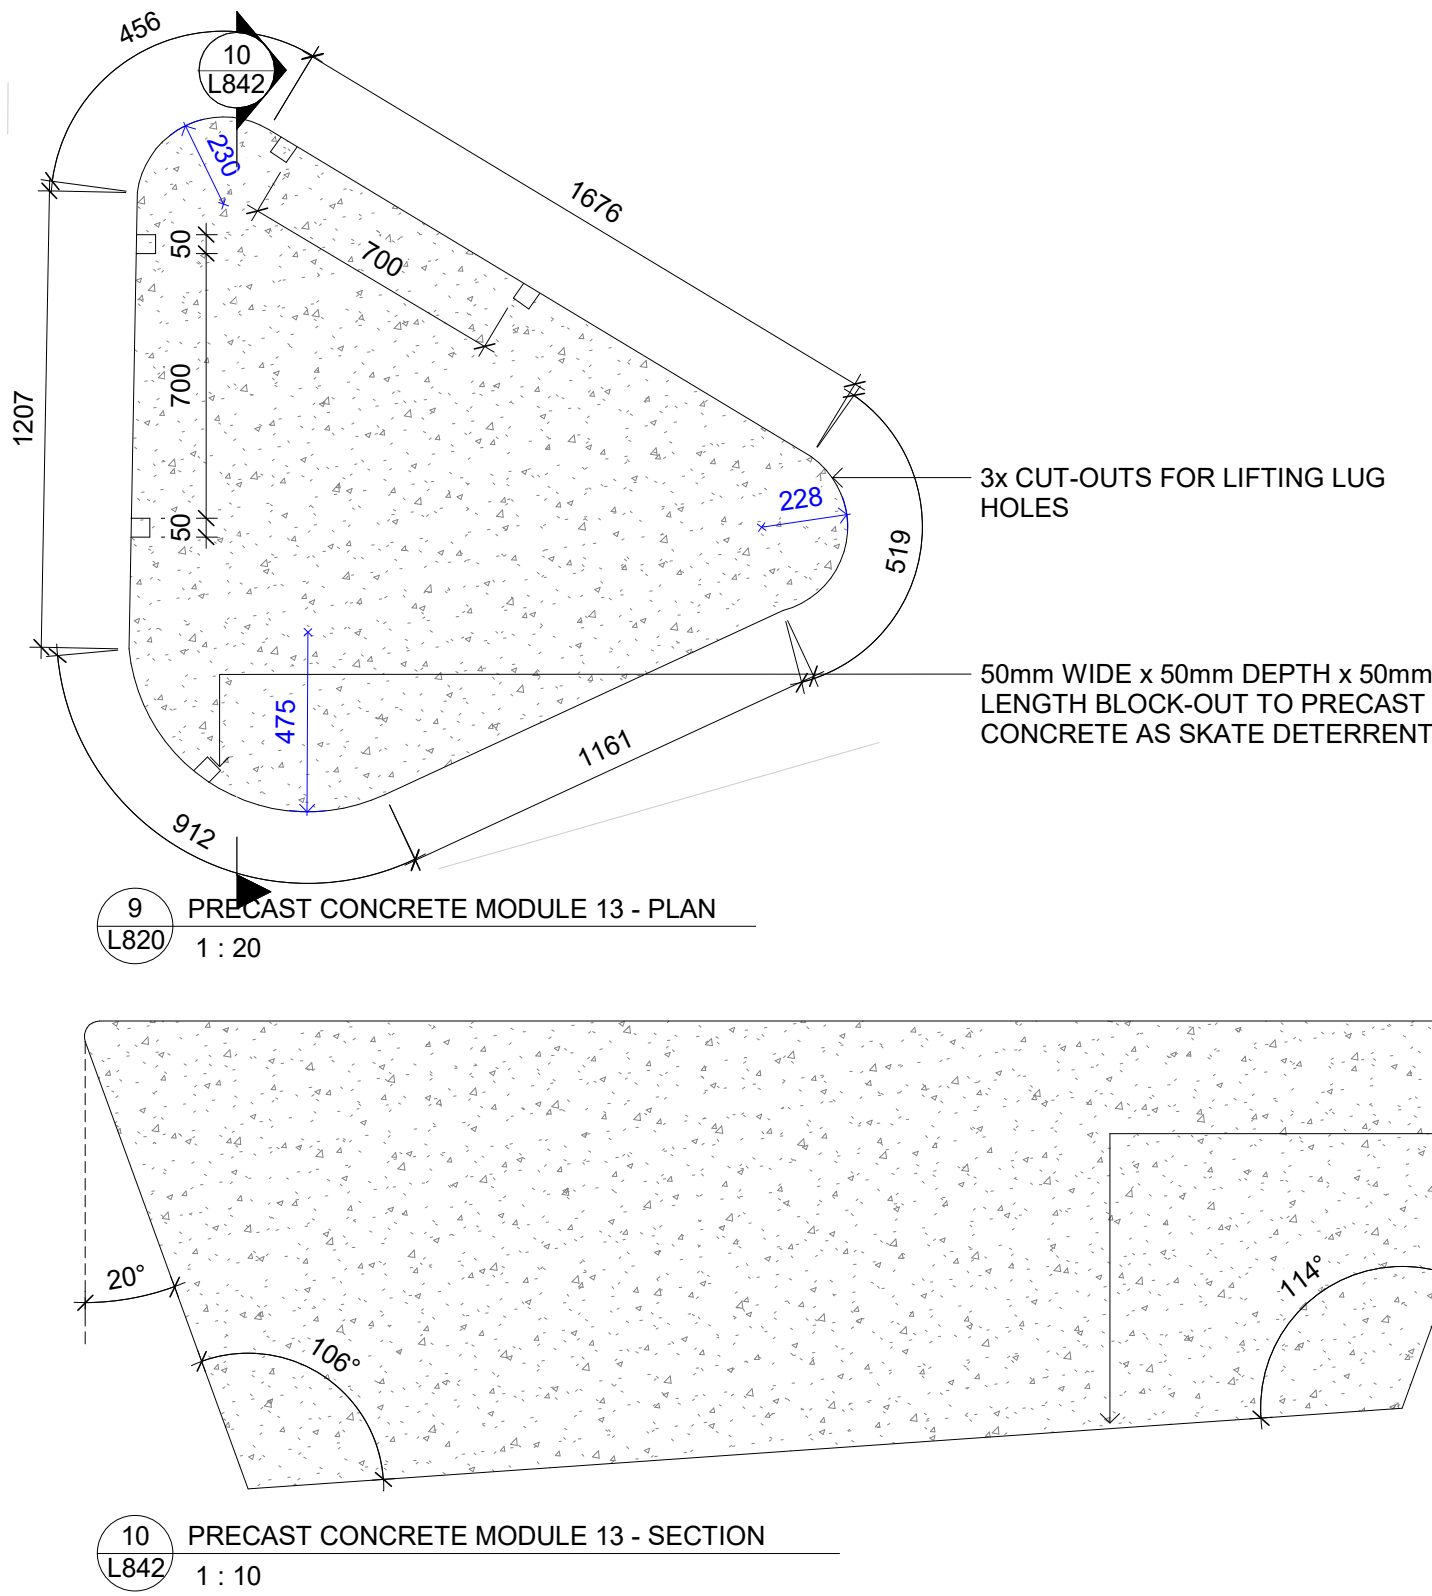 456
10
L842
230
1676
50
700
700
1207
50
228
3x CUT-OUTS FOR LIFTING LUG
HOLES
519
475
50mm WIDE x 50mm DEPTH x 50mm
LENGTH BLOCK-OUT TO PRECAST
CONCRETE AS SKATE DETERRENT
1161
912
9
L820
PRECAST CONCRETE MODULE 13 - PLAN
1 : 20
20°
106°
114°
10
L842
PRECAST CONCRETE MODULE 13 - SECTION
1 : 10